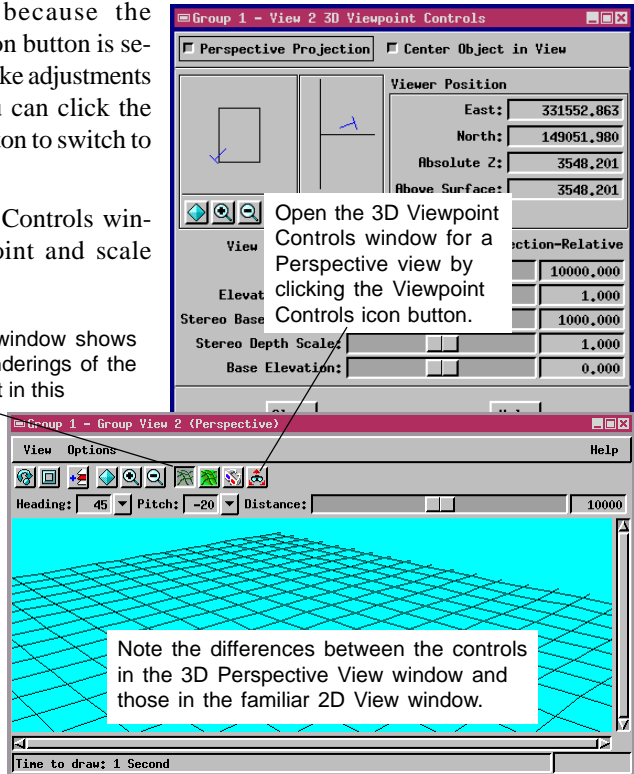 because the
on button is se-
ke adjustments
u can click the
ton to switch to
Controls win-
oint and scale
window shows
nderings of the
t in this
Group 1 - View 2 3D Viewpoint Controls
Perspective Projection Center Object in View
Viewer Position
East: 331552.863
North: 149051.980
Absolute Z: 3548.201
Above Surface: 3548.201
View ction-Relative
10000.000
Elevat 1.000
Stereo Base 1000.000
Stereo Depth Scale: 1.000
Base Elevation: 0.000
Open the 3D Viewpoint
Controls window for a
Perspective view by
clicking the Viewpoint
Controls icon button.
Group 1 - Group View 2 (Perspective)
View Options Help
Heading: 45 Pitch: -20 Distance: 10000
Note the differences between the controls
in the 3D Perspective View window and
those in the familiar 2D View window.
Time to draw: 1 Second